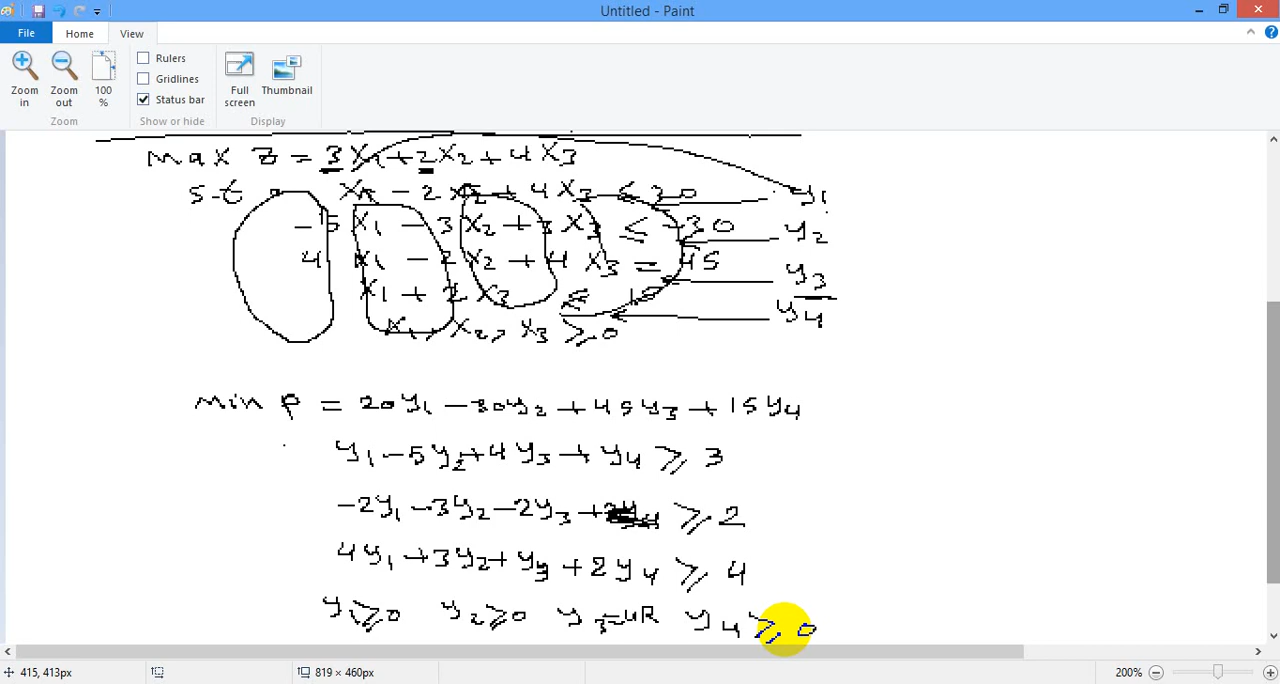 Untitled - Paint
File Home View
Rulers
Gridlines
Status bar
Zoom in
Zoom out
100 %
Full screen
Thumbnail
Zoom
Show or hide
Display
Max Z = 3X1 + 2X2 + 4X3
S.t X1 - 2X2 + 4X3 ≤ 20 y1
-5X1 - 3X2 + 3X3 ≤ -30 y2
4X1 - 2X2 + 4X3 = 45 y3
X1 + 2X3 ≤ 15 y4
X1, X2, X3 ≥ 0
min P = 20y1 - 30y2 + 45y3 + 15y4
y1 - 5y2 + 4y3 + y4 ≥ 3
-2y1 - 3y2 - 2y3 ≥ 2
4y1 + 3y2 + y3 + 2y4 ≥ 4
y1 ≥ 0 y2 ≥ 0 y3 = UR y4 ≥ 0
415, 413px
819 × 460px
200%